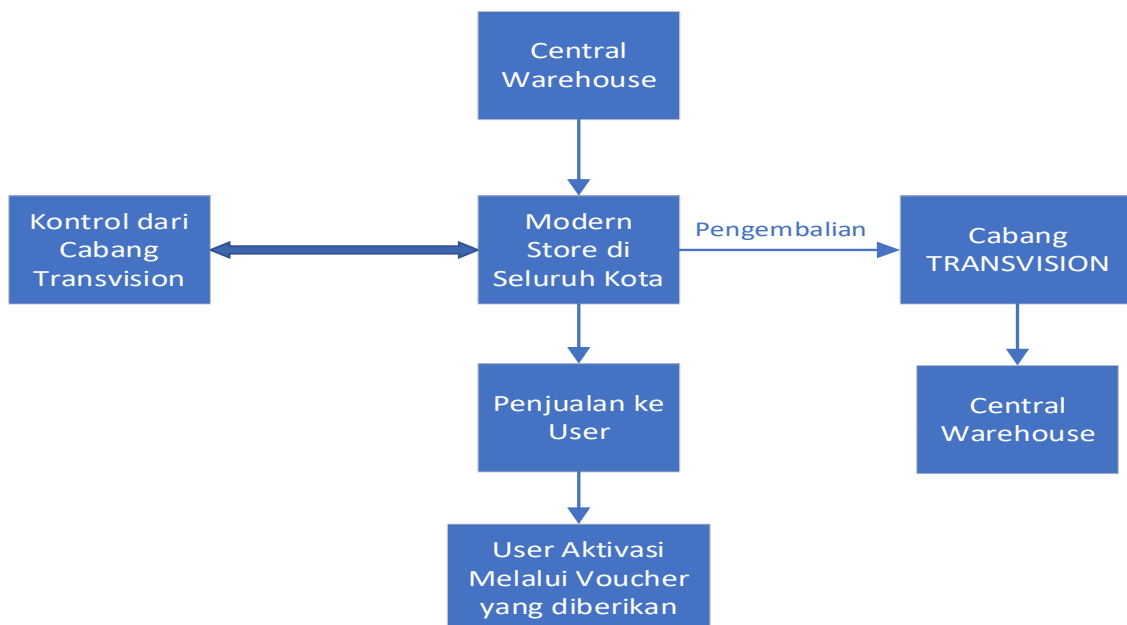 Central
Warehouse
Kontrol dari
Cabang
Transvision
Modern
Store di
Seluruh Kota
Pengembalian
Cabang
TRANSVISION
Penjualan ke
User
Central
Warehouse
User Aktivasi
Melalui Voucher
yang diberikan